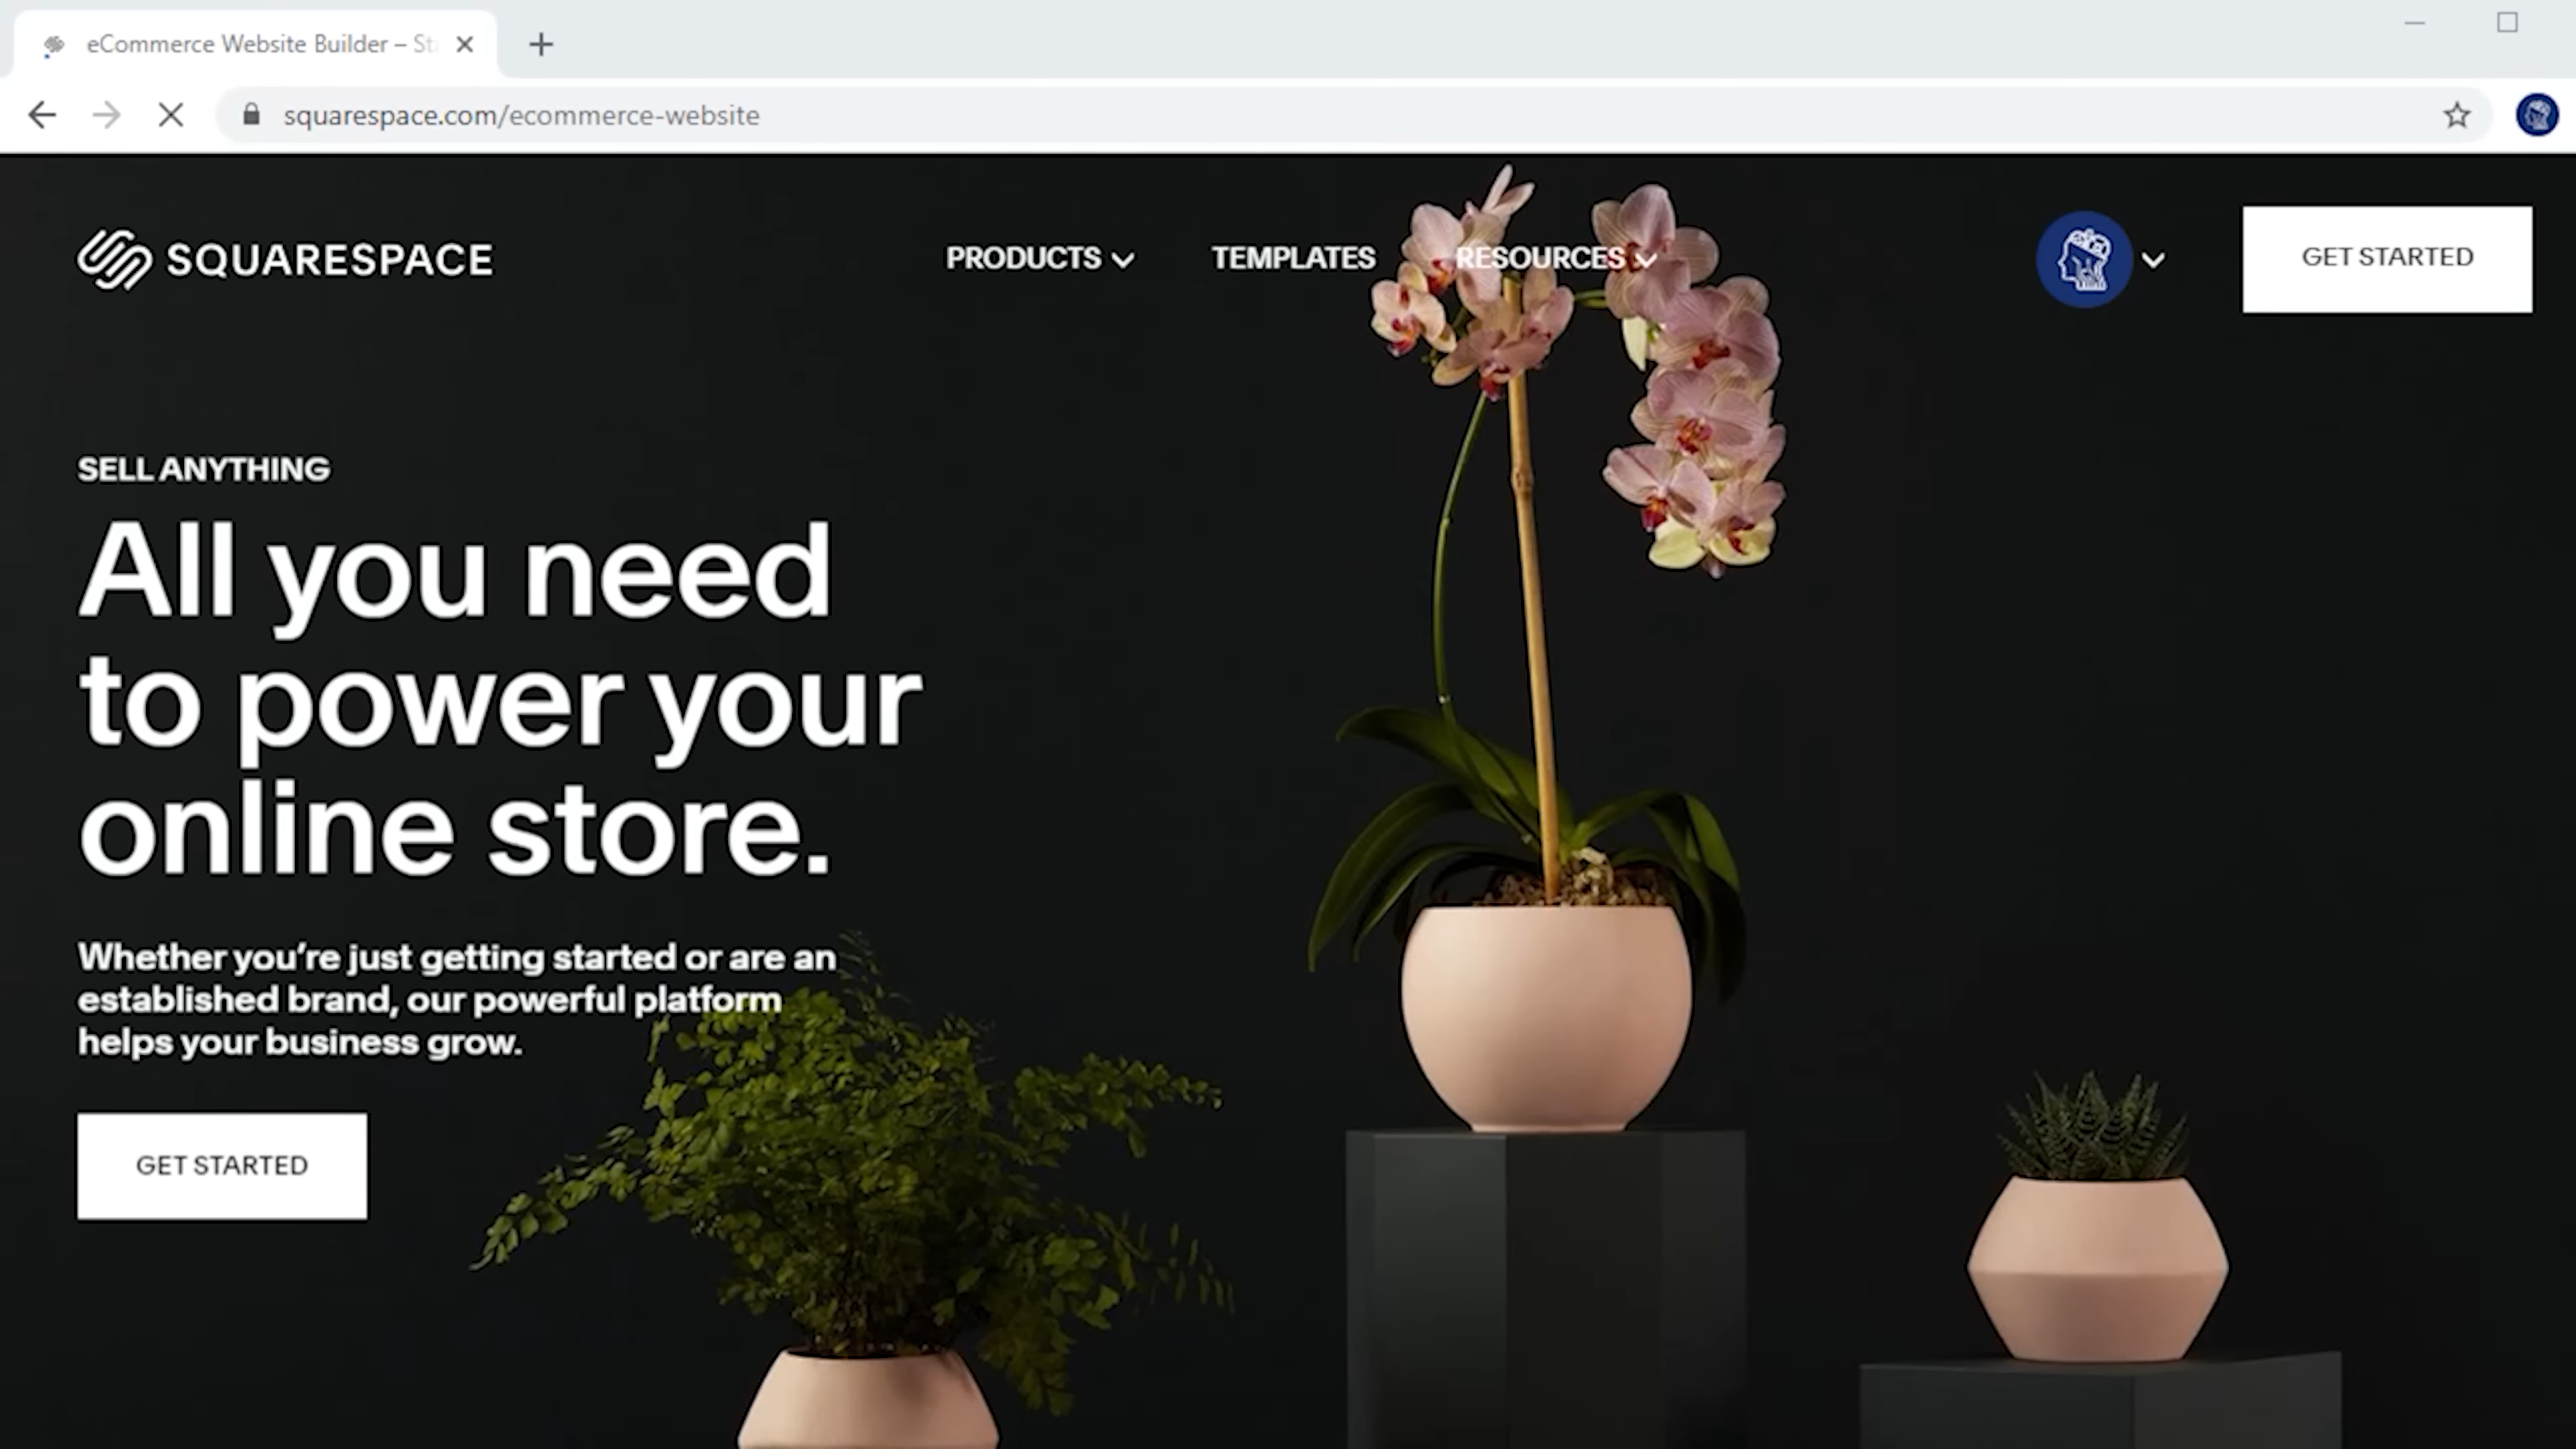 eCommerce Website Builder – St
squarespace.com/ecommerce-website
SQUARESPACE
PRODUCTS
TEMPLATES
RESOURCES
GET STARTED
SELL ANYTHING
All you need
to power your
online store.
Whether you’re just getting started or are an
established brand, our powerful platform
helps your business grow.
GET STARTED